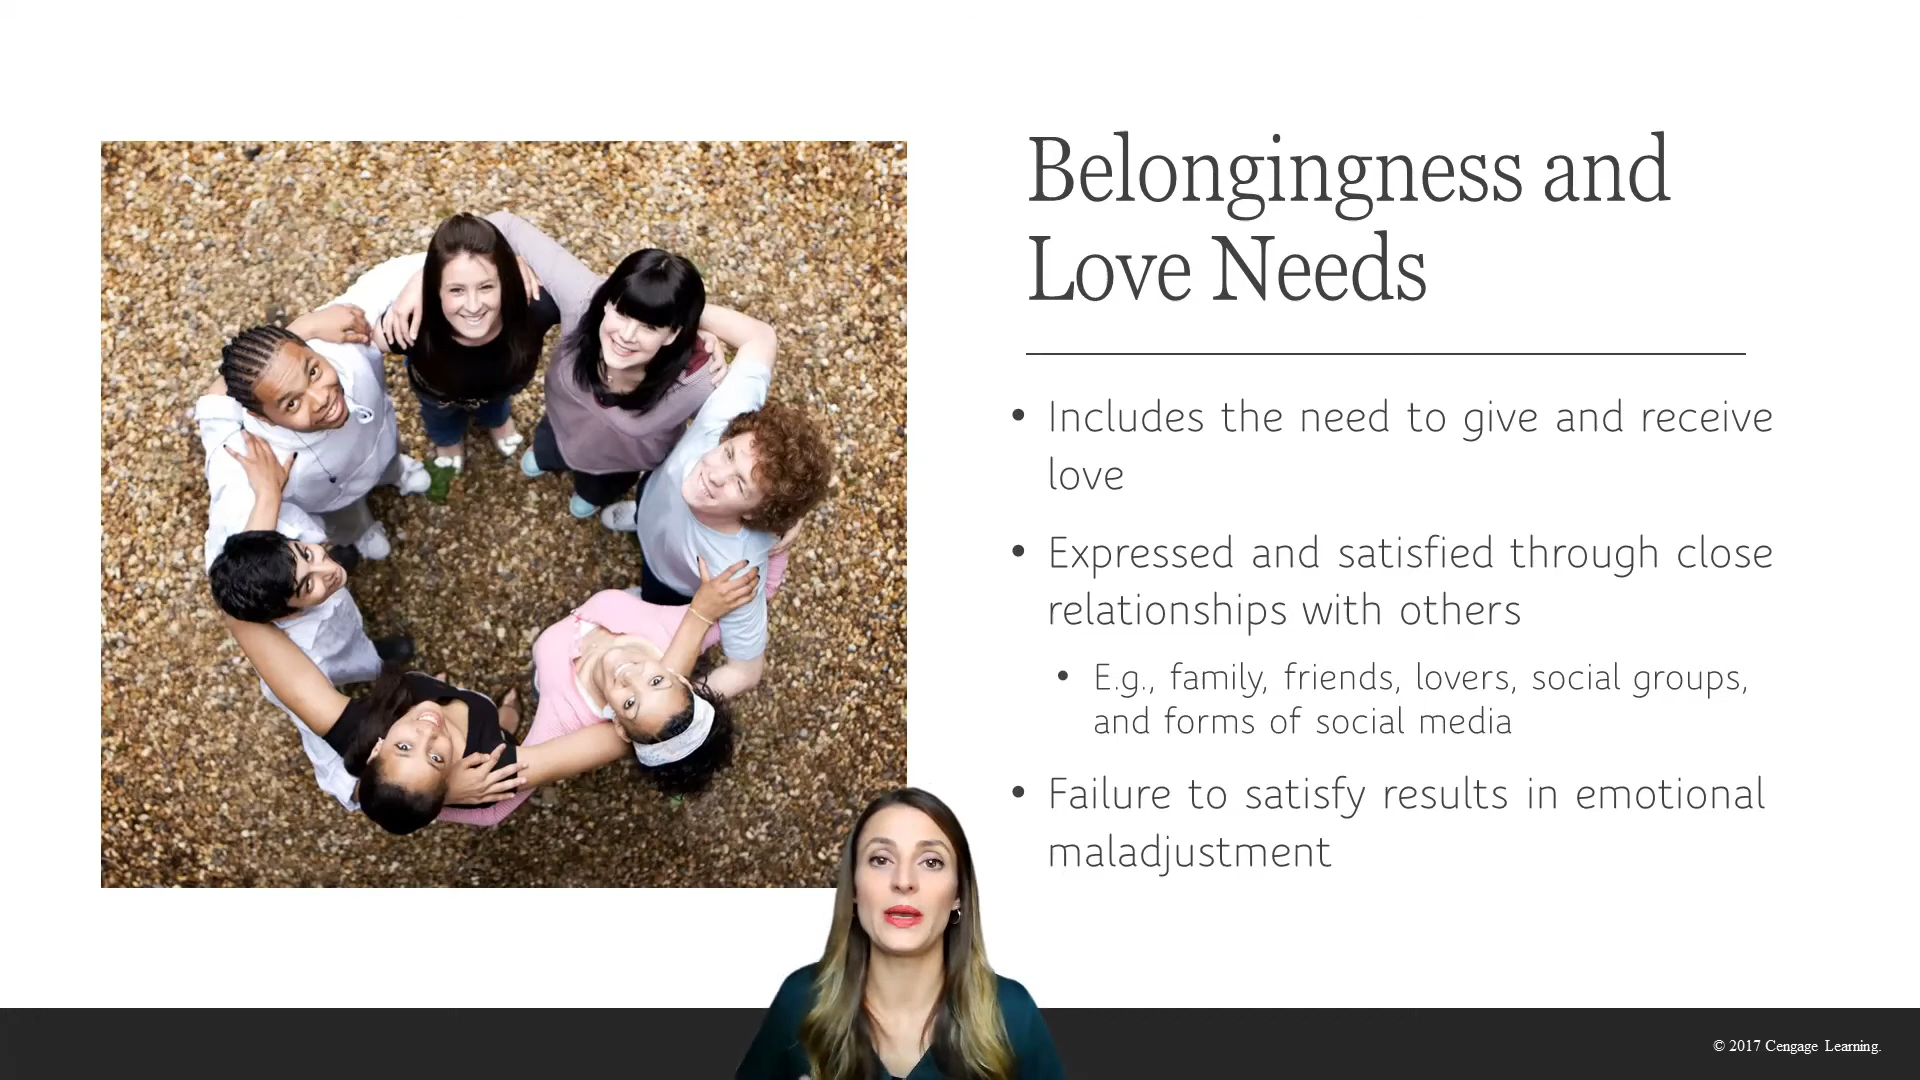 Belongingness and
Love Needs
• Includes the need to give and receive
love
• Expressed and satisfied through close
relationships with others
• E.g., family, friends, lovers, social groups,
and forms of social media
• Failure to satisfy results in emotional
maladjustment
© 2017 Cengage Learning.